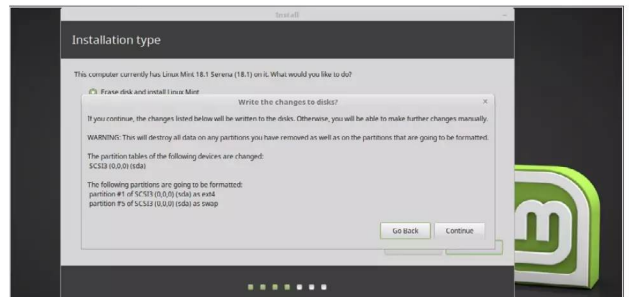 Install
Installation type
This computer currently has Linux Mint 18.1 Serena (18.1) on it. What would you like to do?
Erase disk and install Linux Mint
Write the changes to disks?
If you continue, the changes listed below will be written to the disks. Otherwise, you will be able to make further changes manually.
WARNING: This will destroy all data on any partitions you have removed as well as on the partitions that are going to be formatted.
The partition tables of the following devices are changed:
SCSI3 (0,0,0) (sda)
The following partitions are going to be formatted:
partition #1 of SCSI3 (0,0,0) (sda) as ext4
partition #5 of SCSI3 (0,0,0) (sda) as swap
Go Back Continue